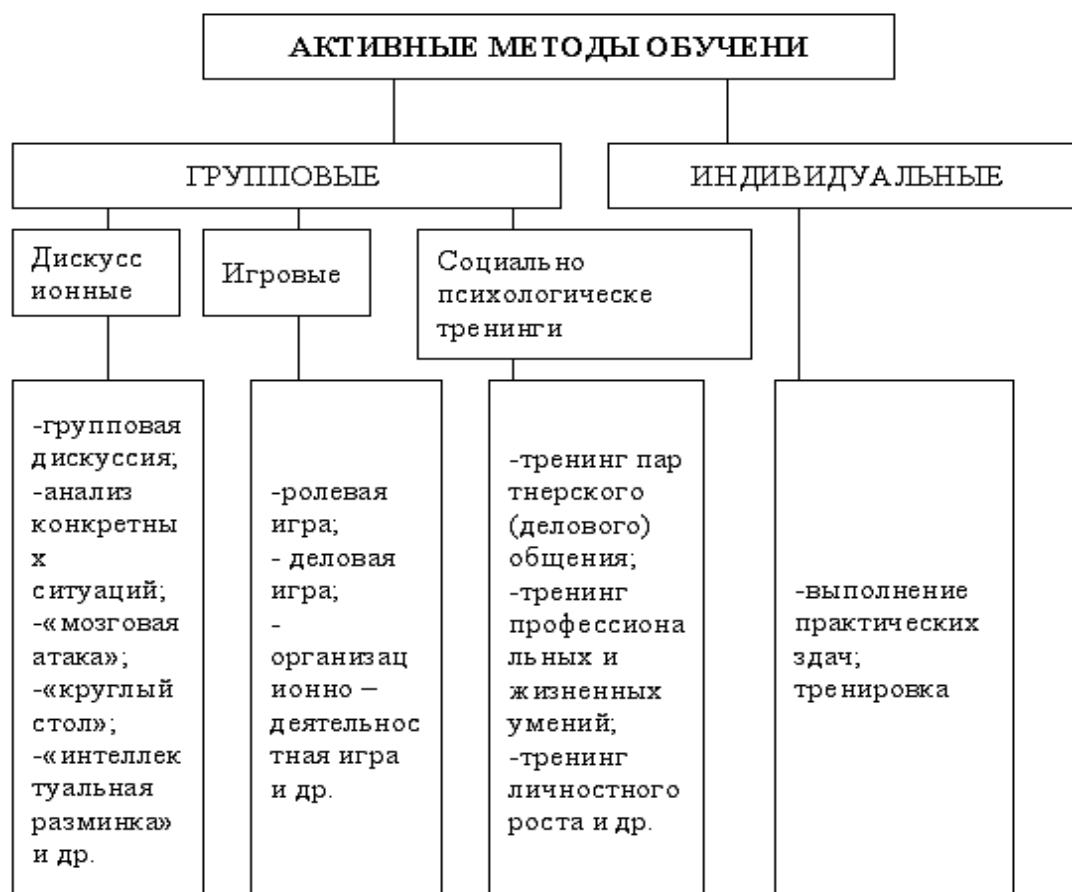 АКТИВНЫЕ МЕТОДЫ ОБУЧЕНИ
ГРУППОВЫЕ
ИНДИВИДУАЛЬНЫЕ
Дискусс
ионные
Игровые
Социально
психологическе
тренинги
-групповая
дискуссия;
-анализ
конкретны
х
ситуаций;
-«мозговая
атака»;
-«круглый
стол»;
-«интеллек
туальная
разминка»
и др.
-ролевая
игра;
- деловая
игра;
-
организац
ионно –
деятельнос
тная игра
и др.
-тренинг пар
тнерского
(делового)
общения;
-тренинг
профессиона
льных и
жизненных
умений;
-тренинг
личностного
роста и др.
-выполнение
практических
здач;
тренировка